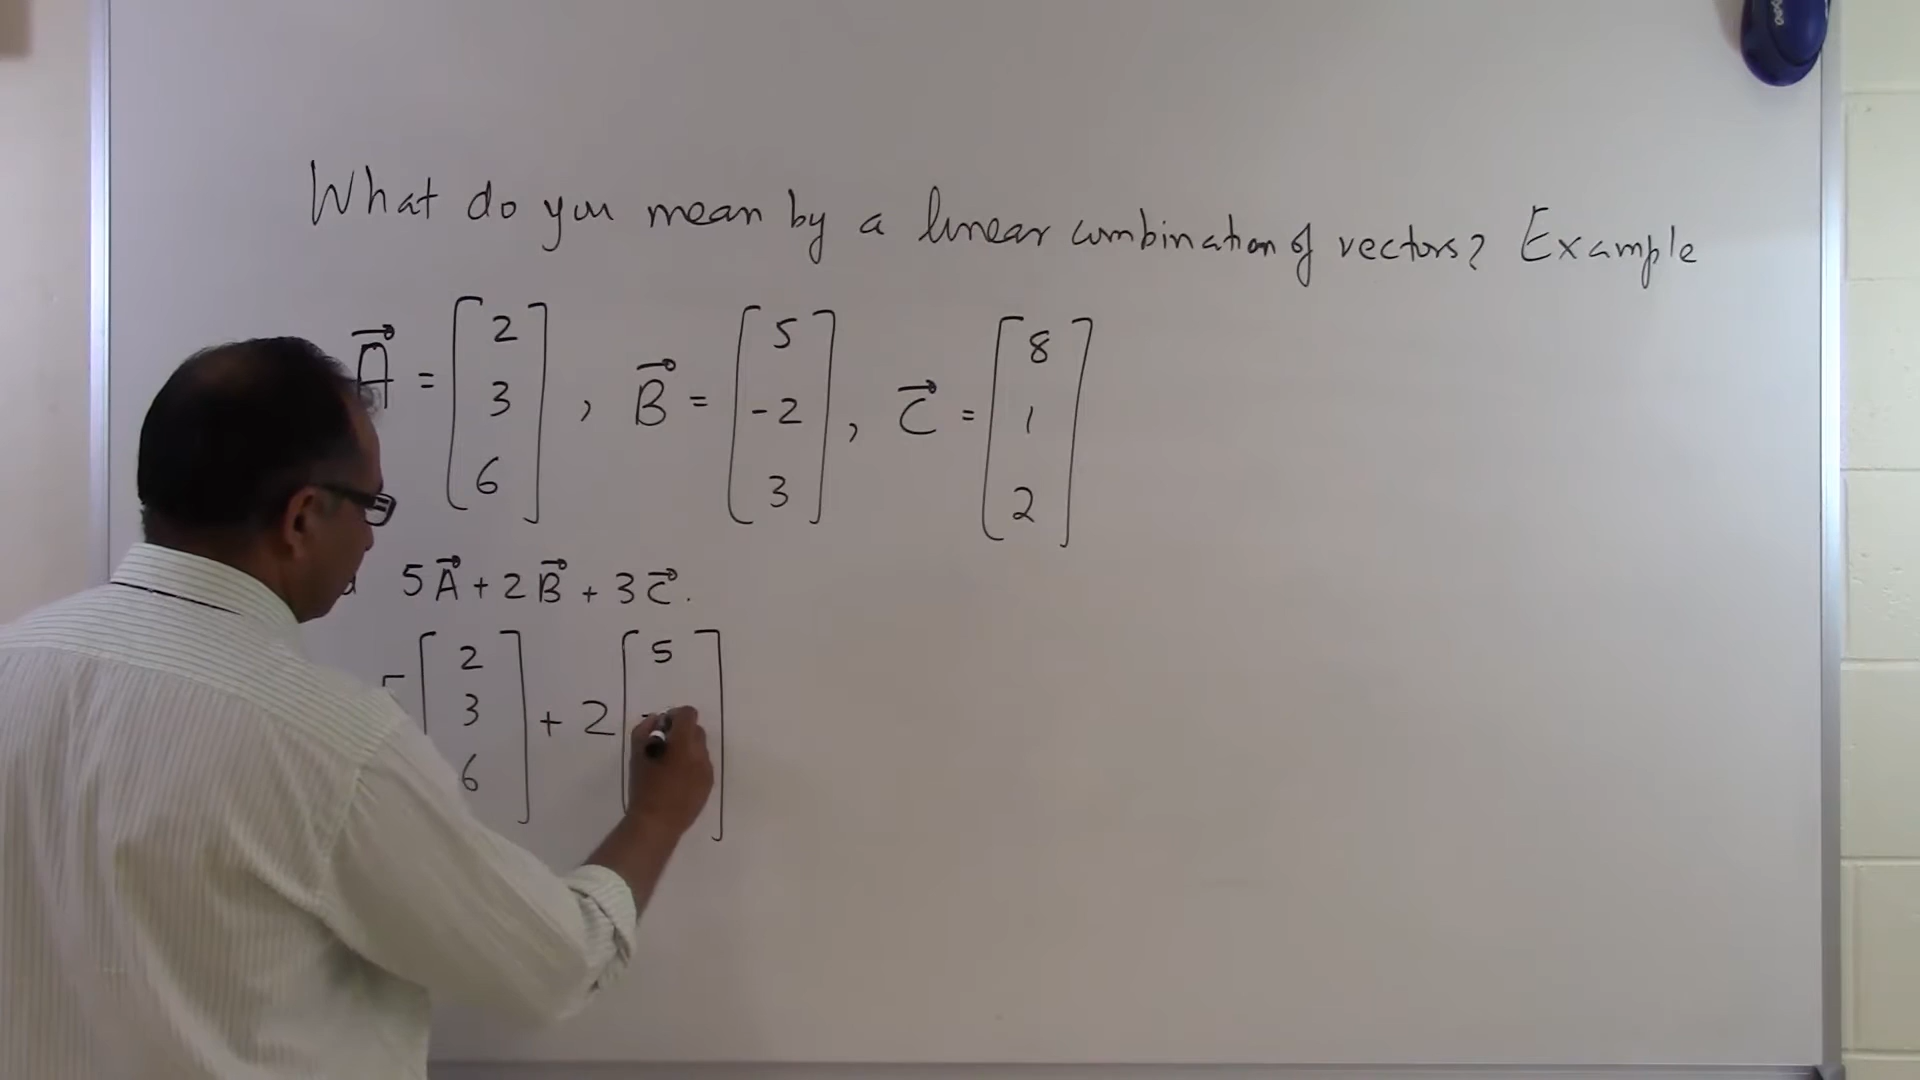 What do you mean by a linear combination of vectors? Example
A = [2 3 6], B = [5 -2 3], C = [8 1 2]
5A + 2B + 3C.
[2 3 6] + 2 [5